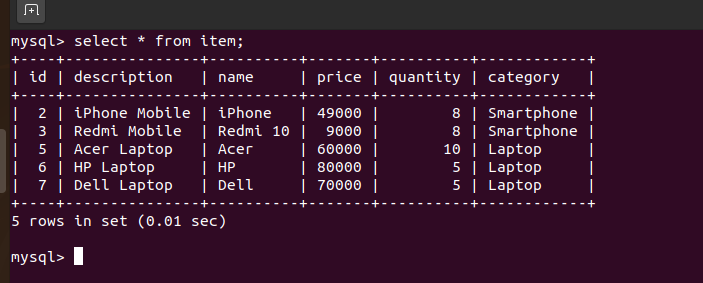 mysql> select * from item;
+----+---------------+----------+-------+----------+------------+
| id | description   | name     | price | quantity | category   |
+----+---------------+----------+-------+----------+------------+
|  2 | iPhone Mobile | iPhone   | 49000 |        8 | Smartphone |
|  3 | Redmi Mobile  | Redmi 10 |  9000 |        8 | Smartphone |
|  5 | Acer Laptop   | Acer     | 60000 |       10 | Laptop     |
|  6 | HP Laptop     | HP       | 80000 |        5 | Laptop     |
|  7 | Dell Laptop   | Dell     | 70000 |        5 | Laptop     |
+----+---------------+----------+-------+----------+------------+
5 rows in set (0.01 sec)
mysql>